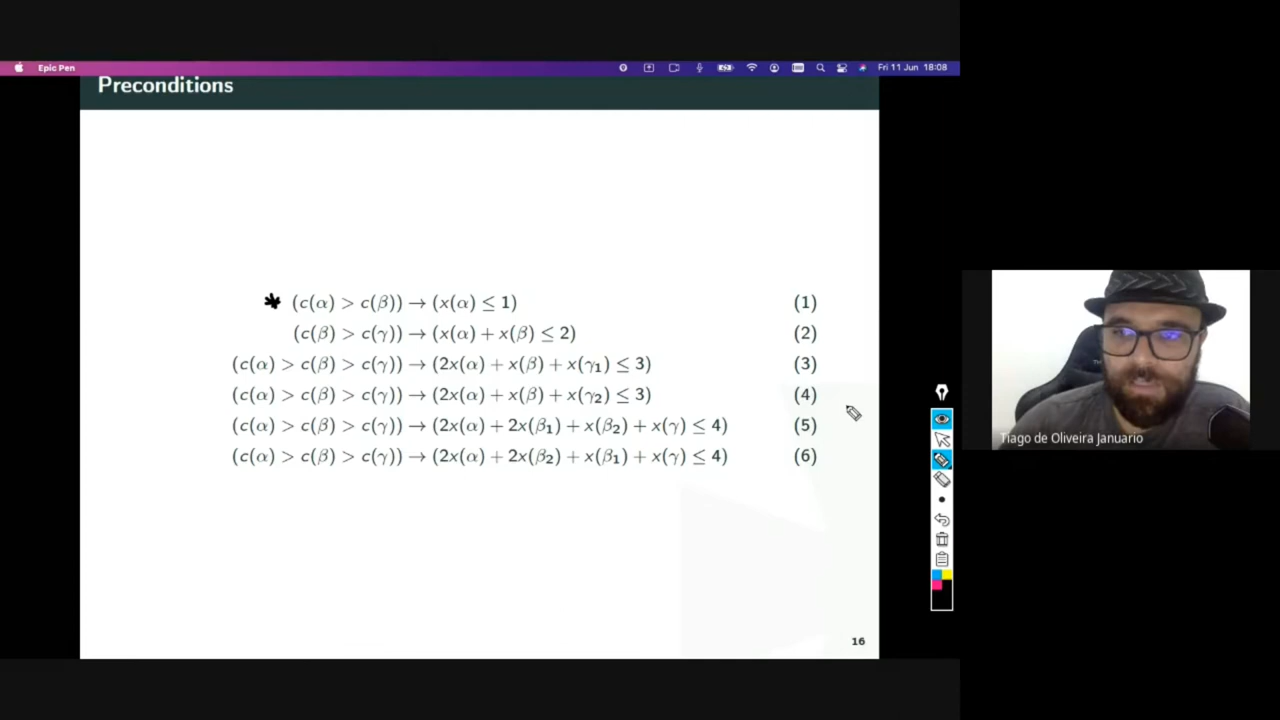 Epic Pen
Fri 11 Jun 18:08
Preconditions
(c(α) > c(β)) → (x(α) ≤ 1) (1)
(c(β) > c(γ)) → (x(α) + x(β) ≤ 2) (2)
(c(α) > c(β) > c(γ)) → (2x(α) + x(β) + x(γ₁) ≤ 3) (3)
(c(α) > c(β) > c(γ)) → (2x(α) + x(β) + x(γ₂) ≤ 3) (4)
(c(α) > c(β) > c(γ)) → (2x(α) + 2x(β₁) + x(β₂) + x(γ) ≤ 4) (5)
(c(α) > c(β) > c(γ)) → (2x(α) + 2x(β₂) + x(β₁) + x(γ) ≤ 4) (6)
16
Tiago de Oliveira Januario